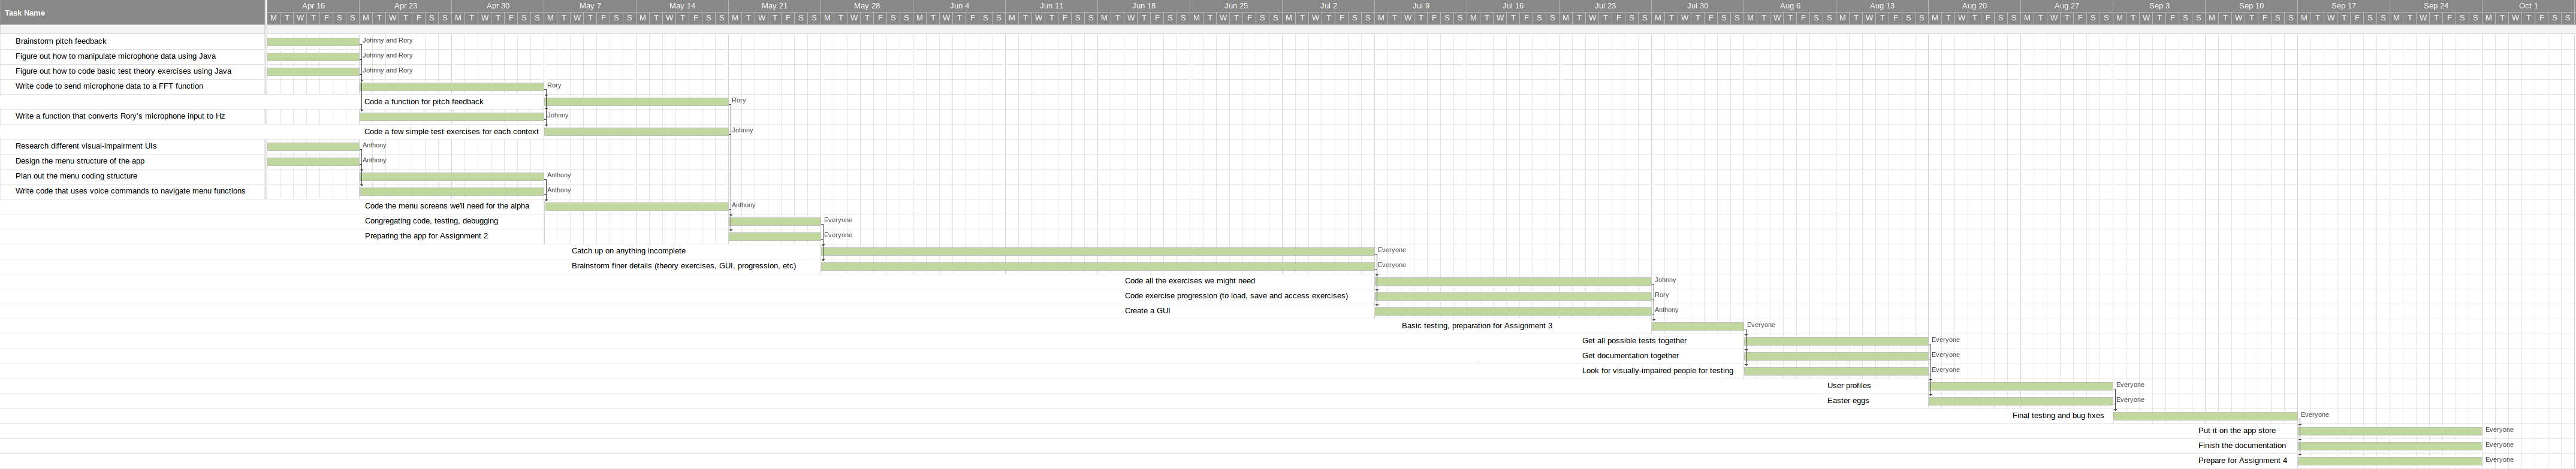 Task Name
Apr 16 Apr 23 Apr 30 May 7 May 14 May 21 May 28 Jun 4 Jun 11 Jun 18 Jun 25 Jul 2 Jul 9 Jul 16 Jul 23 Jul 30 Aug 6 Aug 13 Aug 20 Aug 27 Sep 3 Sep 10 Sep 17 Sep 24 Oct 1
M T W T F S S M T W T F S S M T W T F S S M T W T F S S M T W T F S S M T W T F S S M T W T F S S M T W T F S S M T W T F S S M T W T F S S M T W T F S S M T W T F S S M T W T F S S M T W T F S S M T W T F S S M T W T F S S M T W T F S S M T W T F S S M T W T F S S M T W T F S S M T W T F S S M T W T F S S M T W T F S S M T W T F S S M T W T F S S
Brainstorm pitch feedback Johnny and Rory
Figure out how to manipulate microphone data using Java Johnny and Rory
Figure out how to code basic test theory exercises using Java Johnny and Rory
Write code to send microphone data to a FFT function Rory
Code a function for pitch feedback Rory
Write a function that converts Rory's microphone input to Hz Johnny
Code a few simple test exercises for each context Johnny
Research different visual-impairment UIs Anthony
Design the menu structure of the app Anthony
Plan out the menu coding structure Anthony
Write code that uses voice commands to navigate menu functions Anthony
Code the menu screens we'll need for the alpha Anthony
Congregating code, testing, debugging Everyone
Preparing the app for Assignment 2 Everyone
Catch up on anything incomplete Everyone
Brainstorm finer details (theory exercises, GUI, progression, etc) Everyone
Code all the exercises we might need Johnny
Code exercise progression (to load, save and access exercises) Rory
Create a GUI Anthony
Basic testing, preparation for Assignment 3 Everyone
Get all possible tests together Everyone
Get documentation together Everyone
Look for visually-impaired people for testing Everyone
User profiles Everyone
Easter eggs Everyone
Final testing and bug fixes Everyone
Put it on the app store Everyone
Finish the documentation Everyone
Prepare for Assignment 4 Everyone